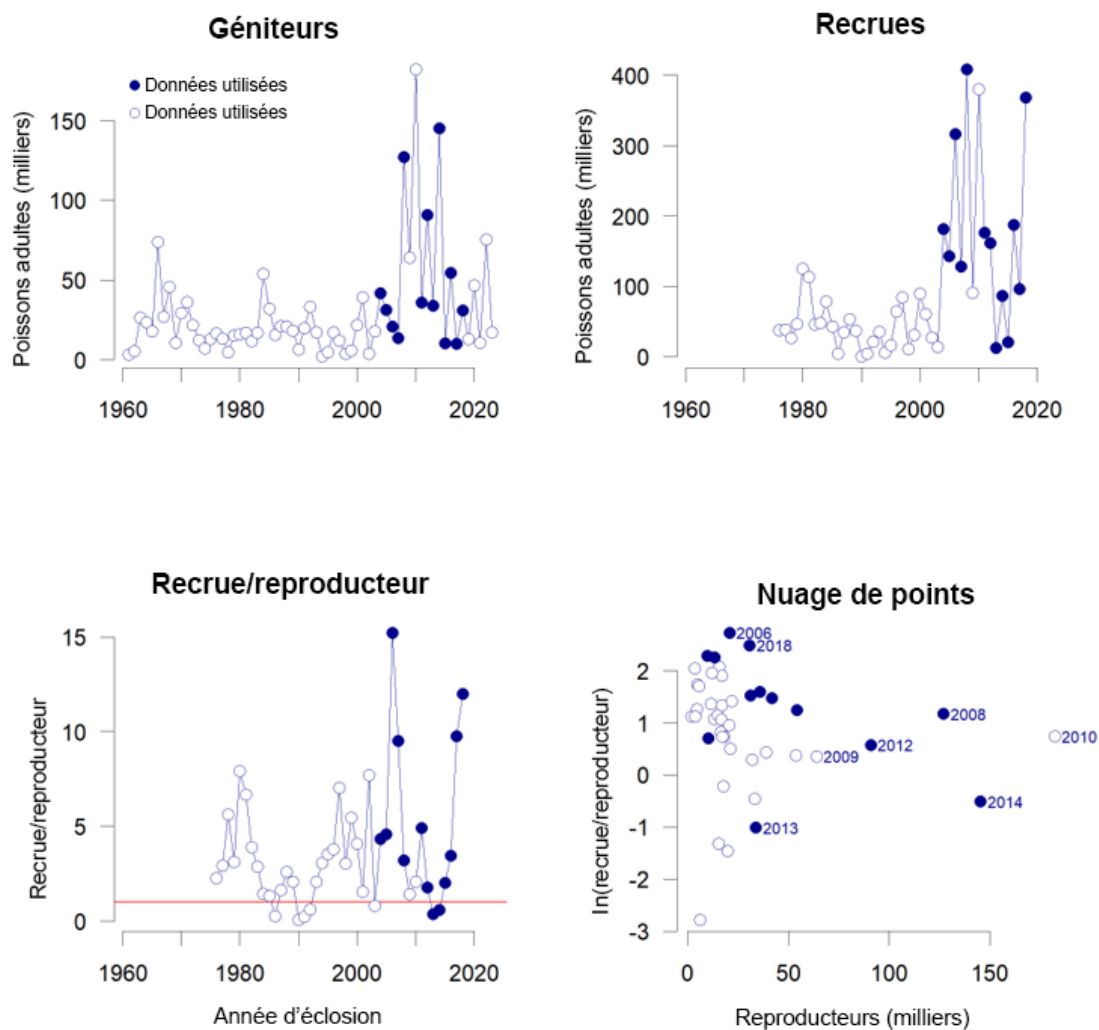 Géniteurs
Données utilisées
Données utilisées
Poissons adultes (milliers)
150
100
50
0
1960 1980 2000 2020
Recrues
Poissons adultes (milliers)
400
300
200
100
0
1960 1980 2000 2020
Recrue/reproducteur
Recrue/reproducteur
15
10
5
0
1960 1980 2000 2020
Année d'éclosion
Nuage de points
ln(recrue/reproducteur)
2
1
0
-1
-2
-3
2006
2018
2008
2010
2012
2009
2014
2013
0 50 100 150
Reproducteurs (milliers)